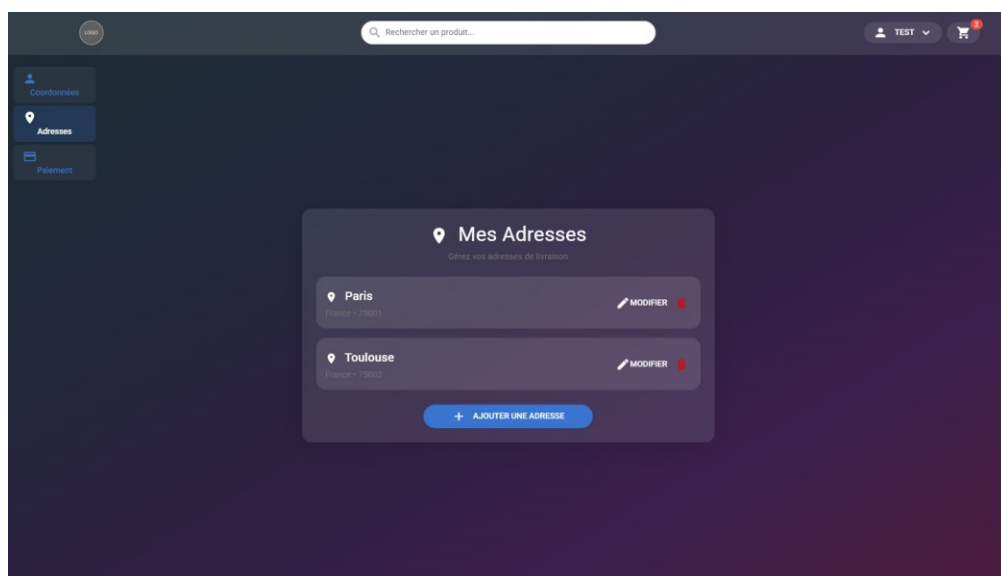 LOGO
Rechercher un produit...
TEST
2
Coordonnées
Adresses
Paiement
Mes Adresses
Gérez vos adresses de livraison
Paris
France • 75001
MODIFIER
Toulouse
France • 75002
MODIFIER
+ AJOUTER UNE ADRESSE